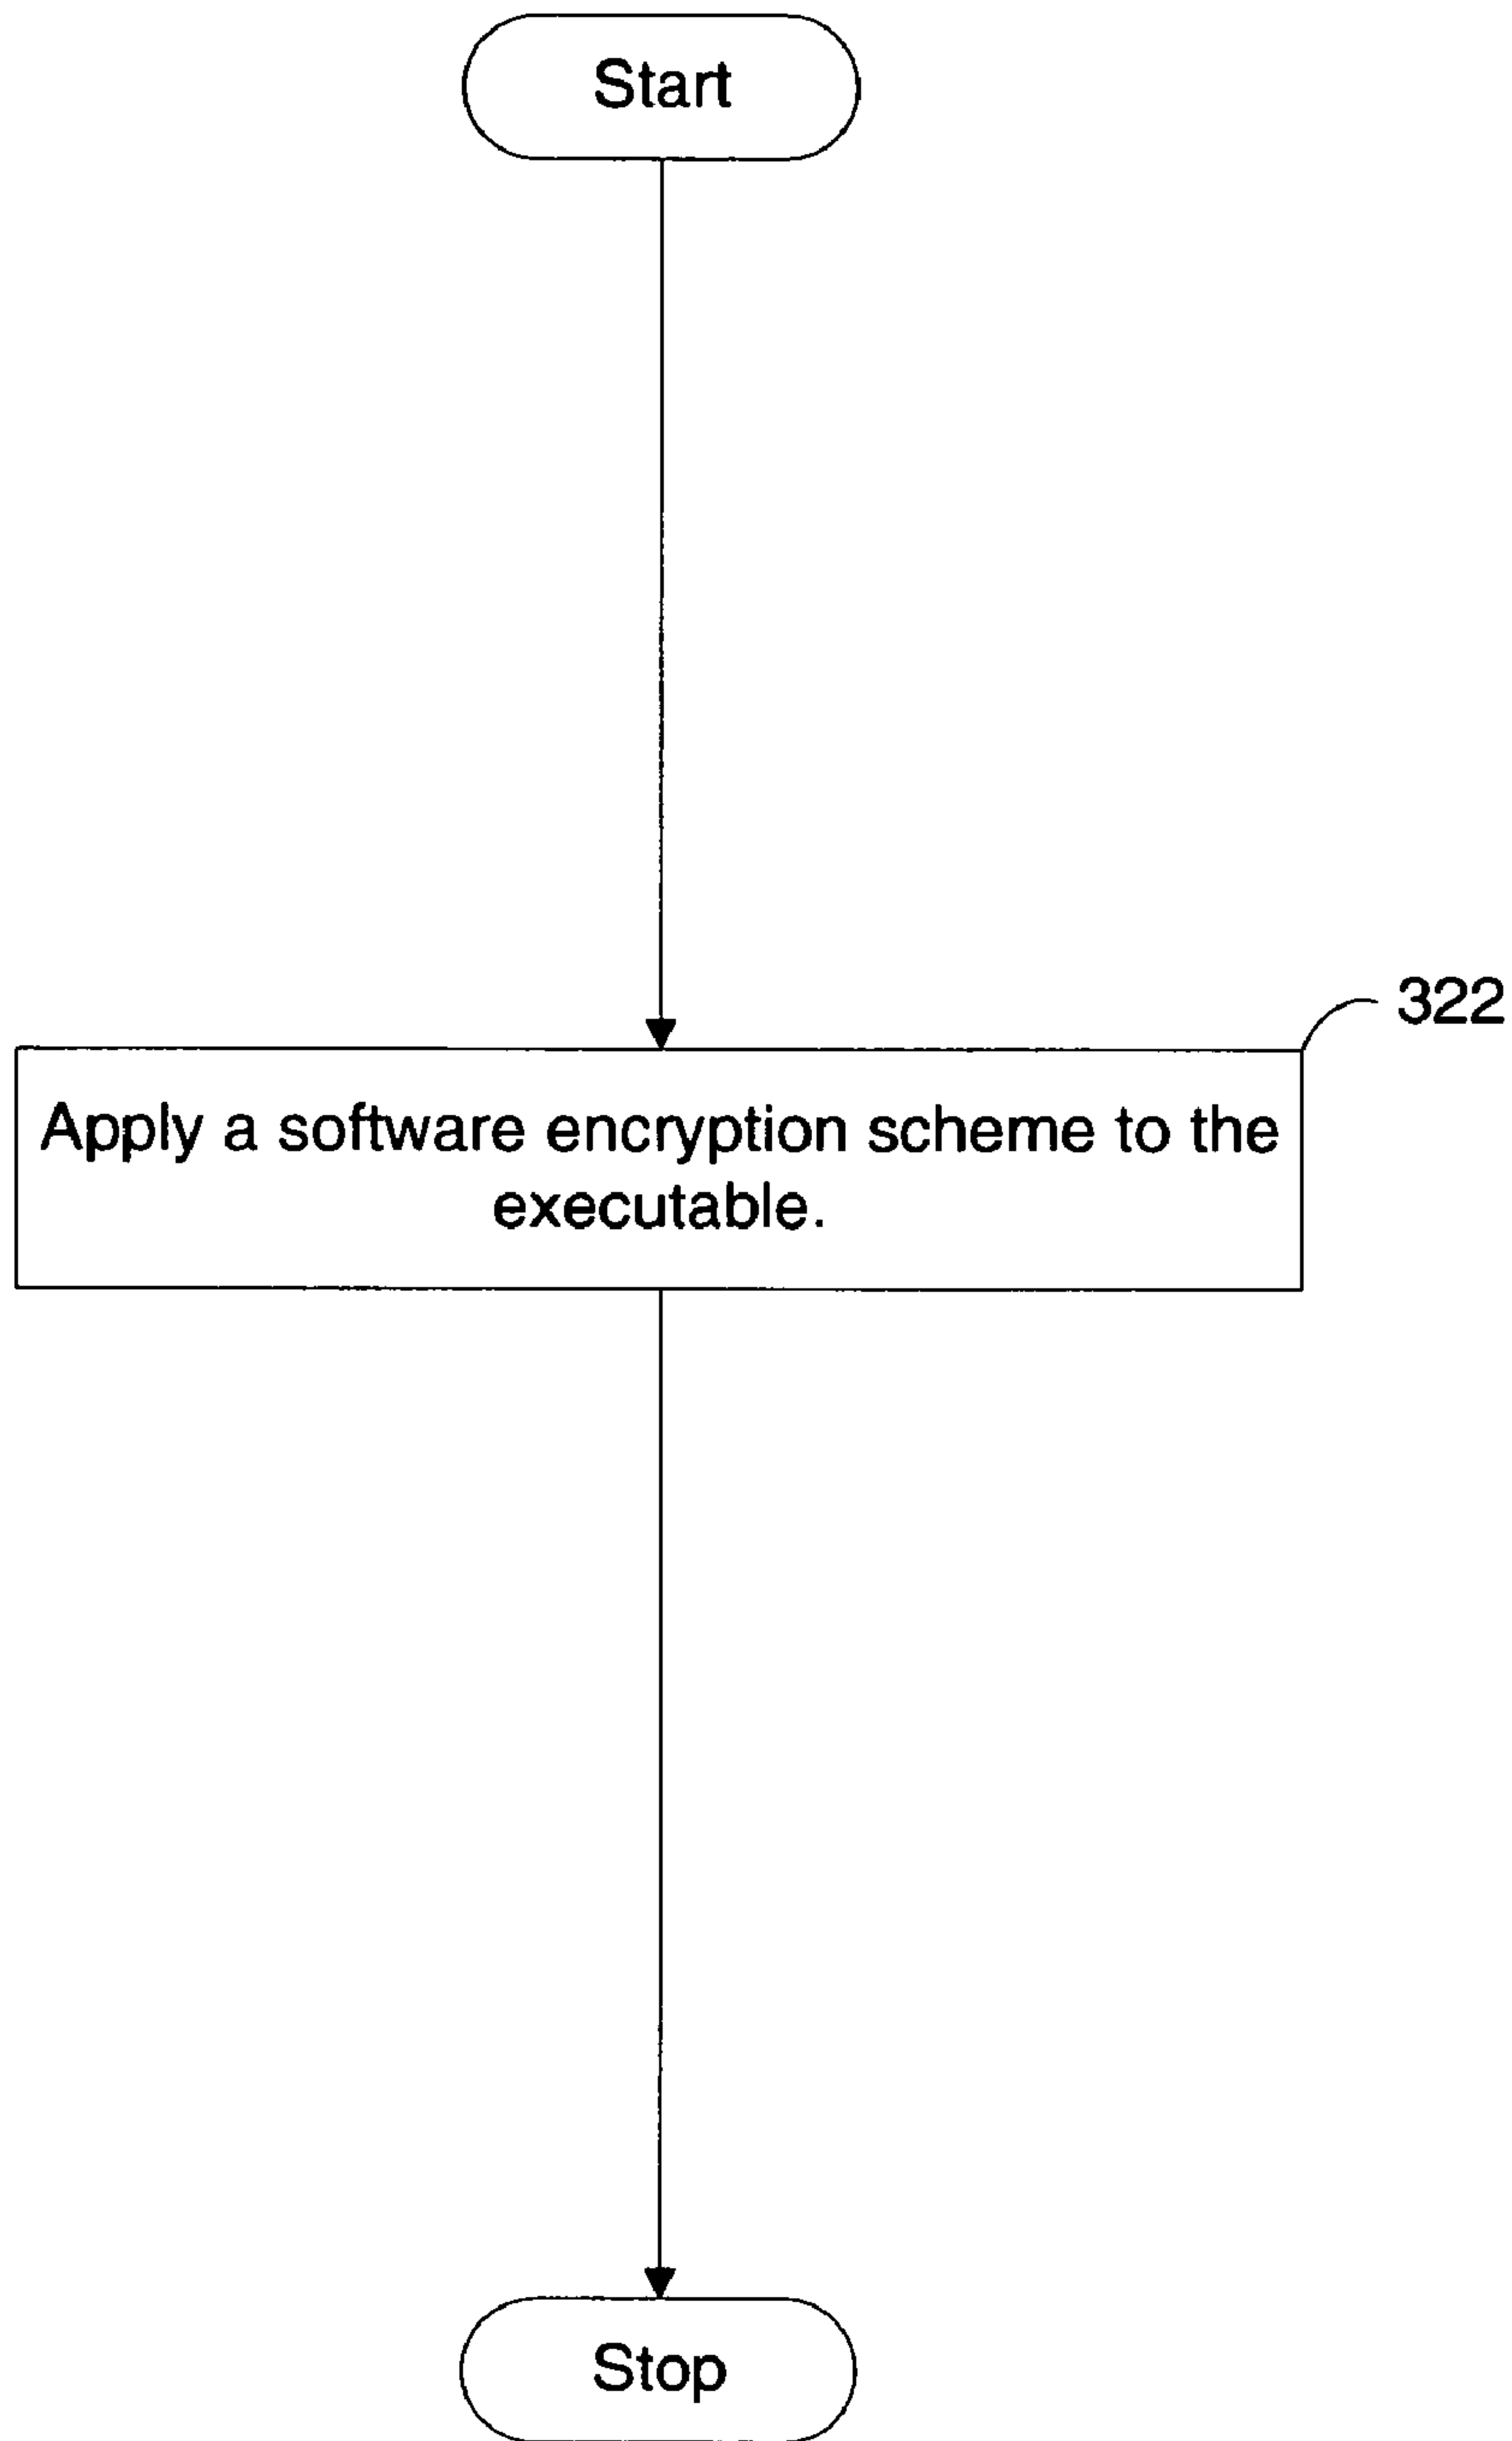 Start
322
Apply a software encryption scheme to the
executable.
Stop